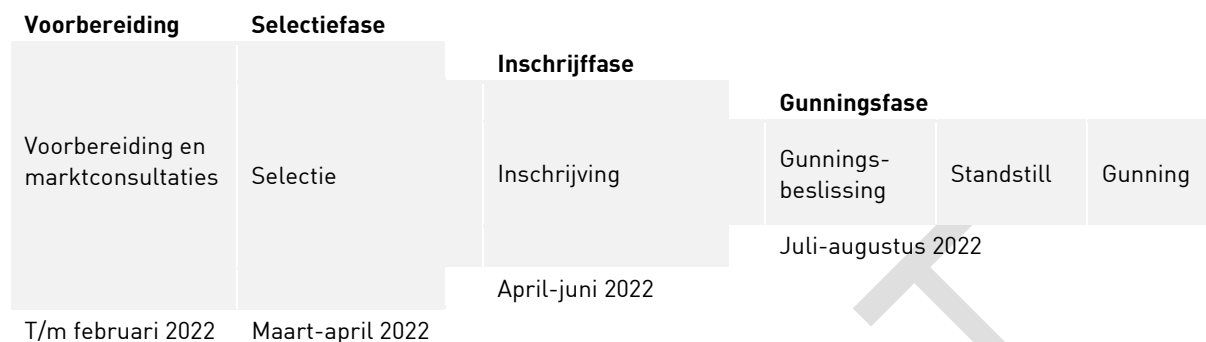 Voorbereiding
Selectiefase
Inschrijffase
Gunningsfase
Voorbereiding en
marktconsultaties
Selectie
Inschrijving
Gunnings-
beslissing
Standstill
Gunning
Juli-augustus 2022
April-juni 2022
T/m februari 2022
Maart-april 2022